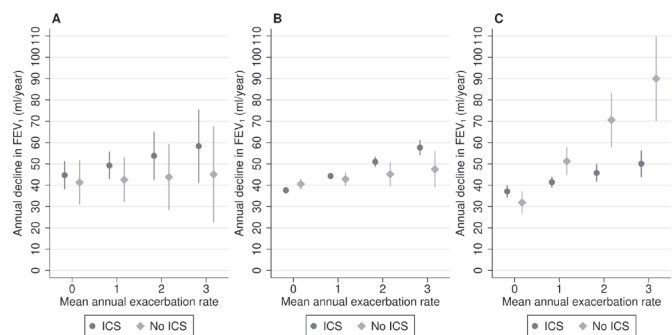 A
Annual decline in FEV₁ (ml/year)
110
100
90
80
70
60
50
40
30
20
10
0
0 1 2 3
Mean annual exacerbation rate
ICS No ICS
B
Annual decline in FEV₁ (ml/year)
110
100
90
80
70
60
50
40
30
20
10
0
0 1 2 3
Mean annual exacerbation rate
ICS No ICS
C
Annual decline in FEV₁ (ml/year)
110
100
90
80
70
60
50
40
30
20
10
0
0 1 2 3
Mean annual exacerbation rate
ICS No ICS